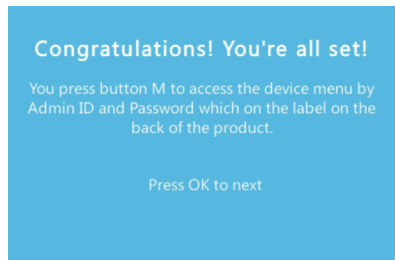 Congratulations! You're all set!
You press button M to access the device menu by
Admin ID and Password which on the label on the
back of the product.
Press OK to next